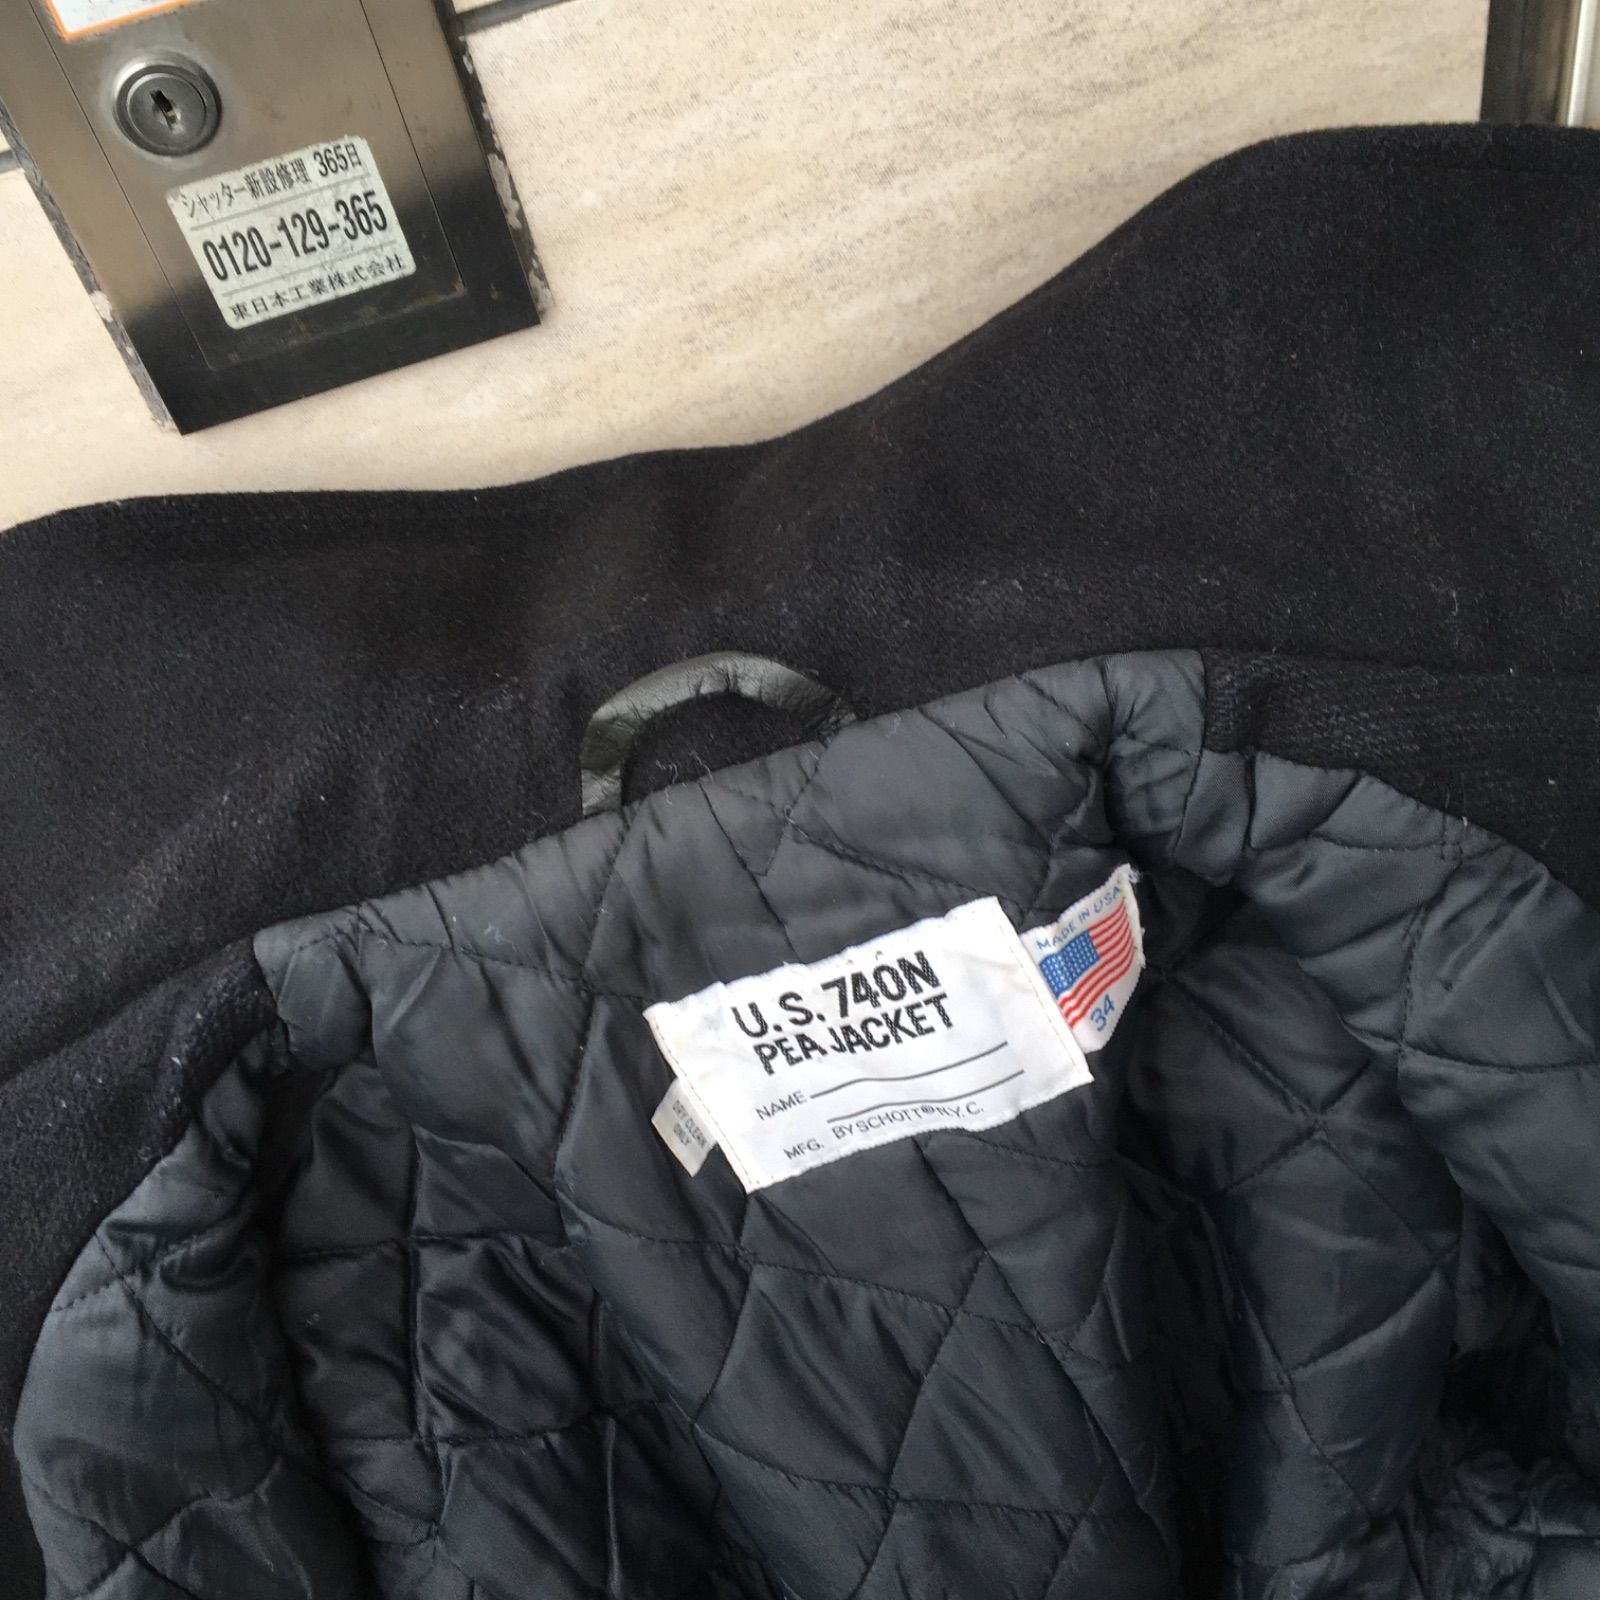 シャッター新設修理 365日
0120-129-365
東日本工業株式会社
U.S. 740N
PEA JACKET
NAME
MFG. BY SCHOTT® N.Y.C.
DRY CLEAN
ONLY
MADE IN USA
34